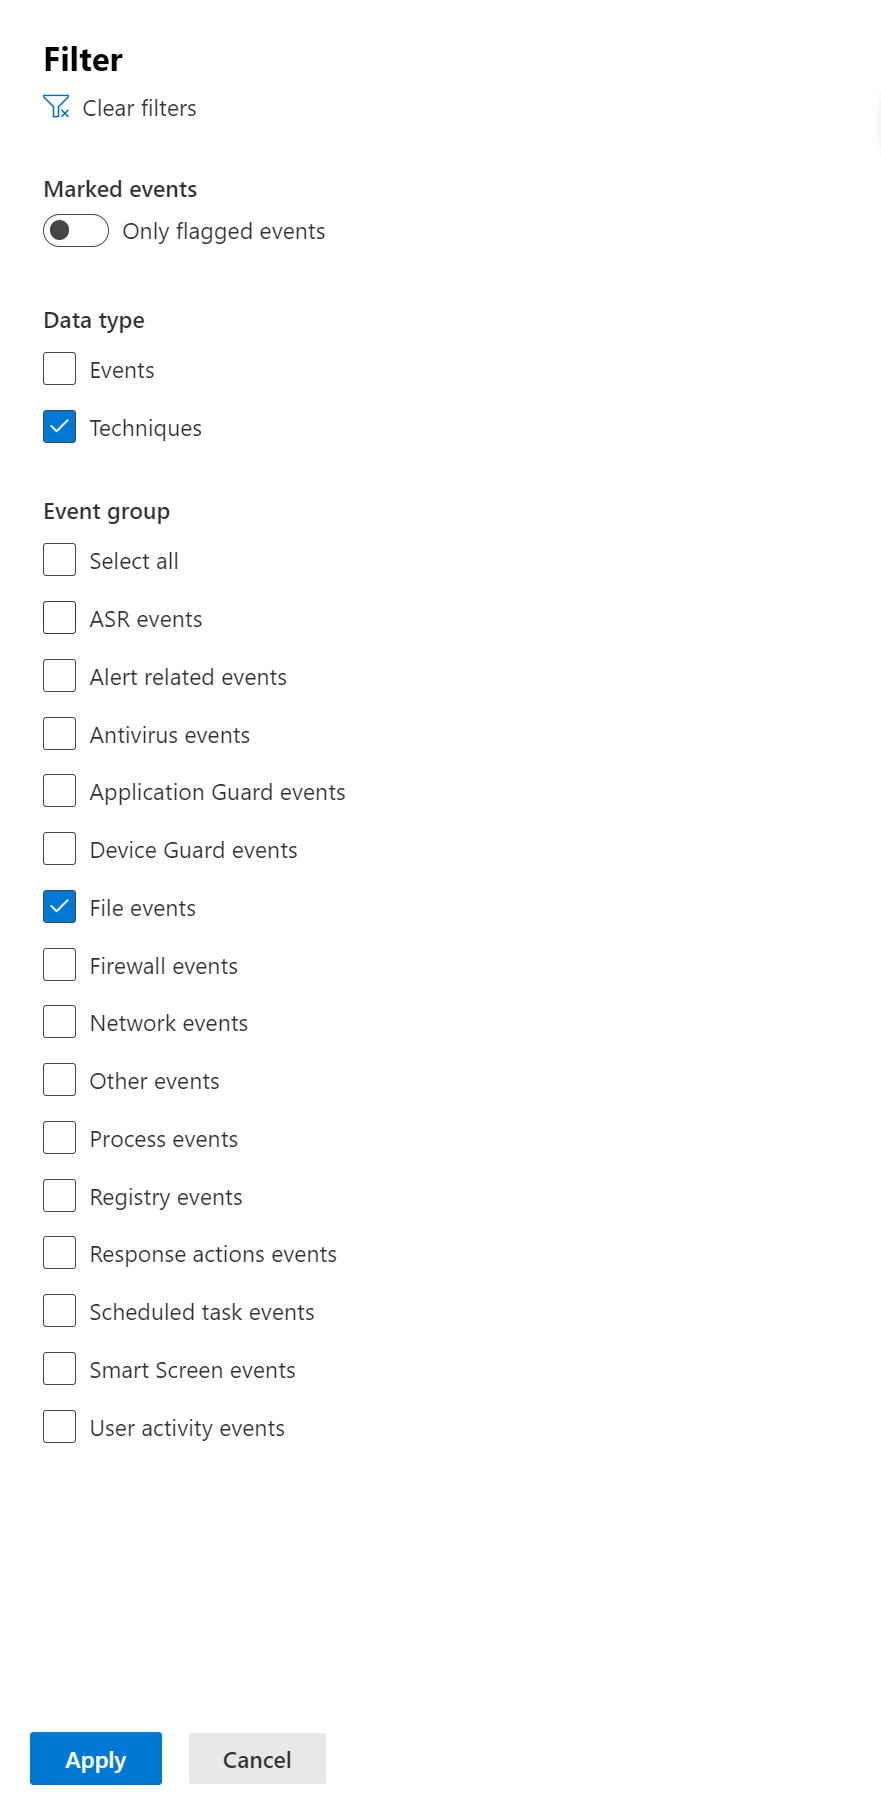 Filter
Clear filters
Marked events
Only flagged events
Data type
Events
Techniques
Event group
Select all
ASR events
Alert related events
Antivirus events
Application Guard events
Device Guard events
File events
Firewall events
Network events
Other events
Process events
Registry events
Response actions events
Scheduled task events
Smart Screen events
User activity events
Apply Cancel